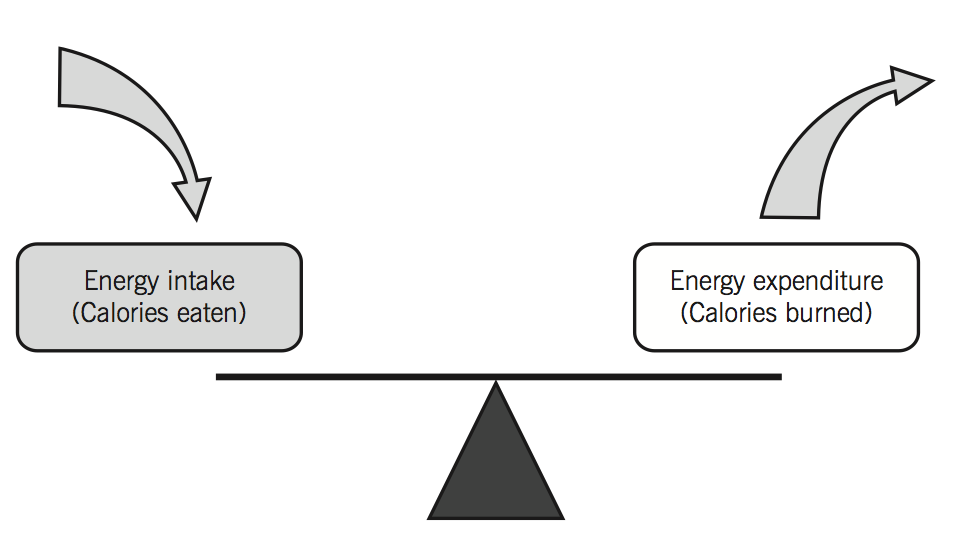 Energy intake
(Calories eaten)
Energy expenditure
(Calories burned)